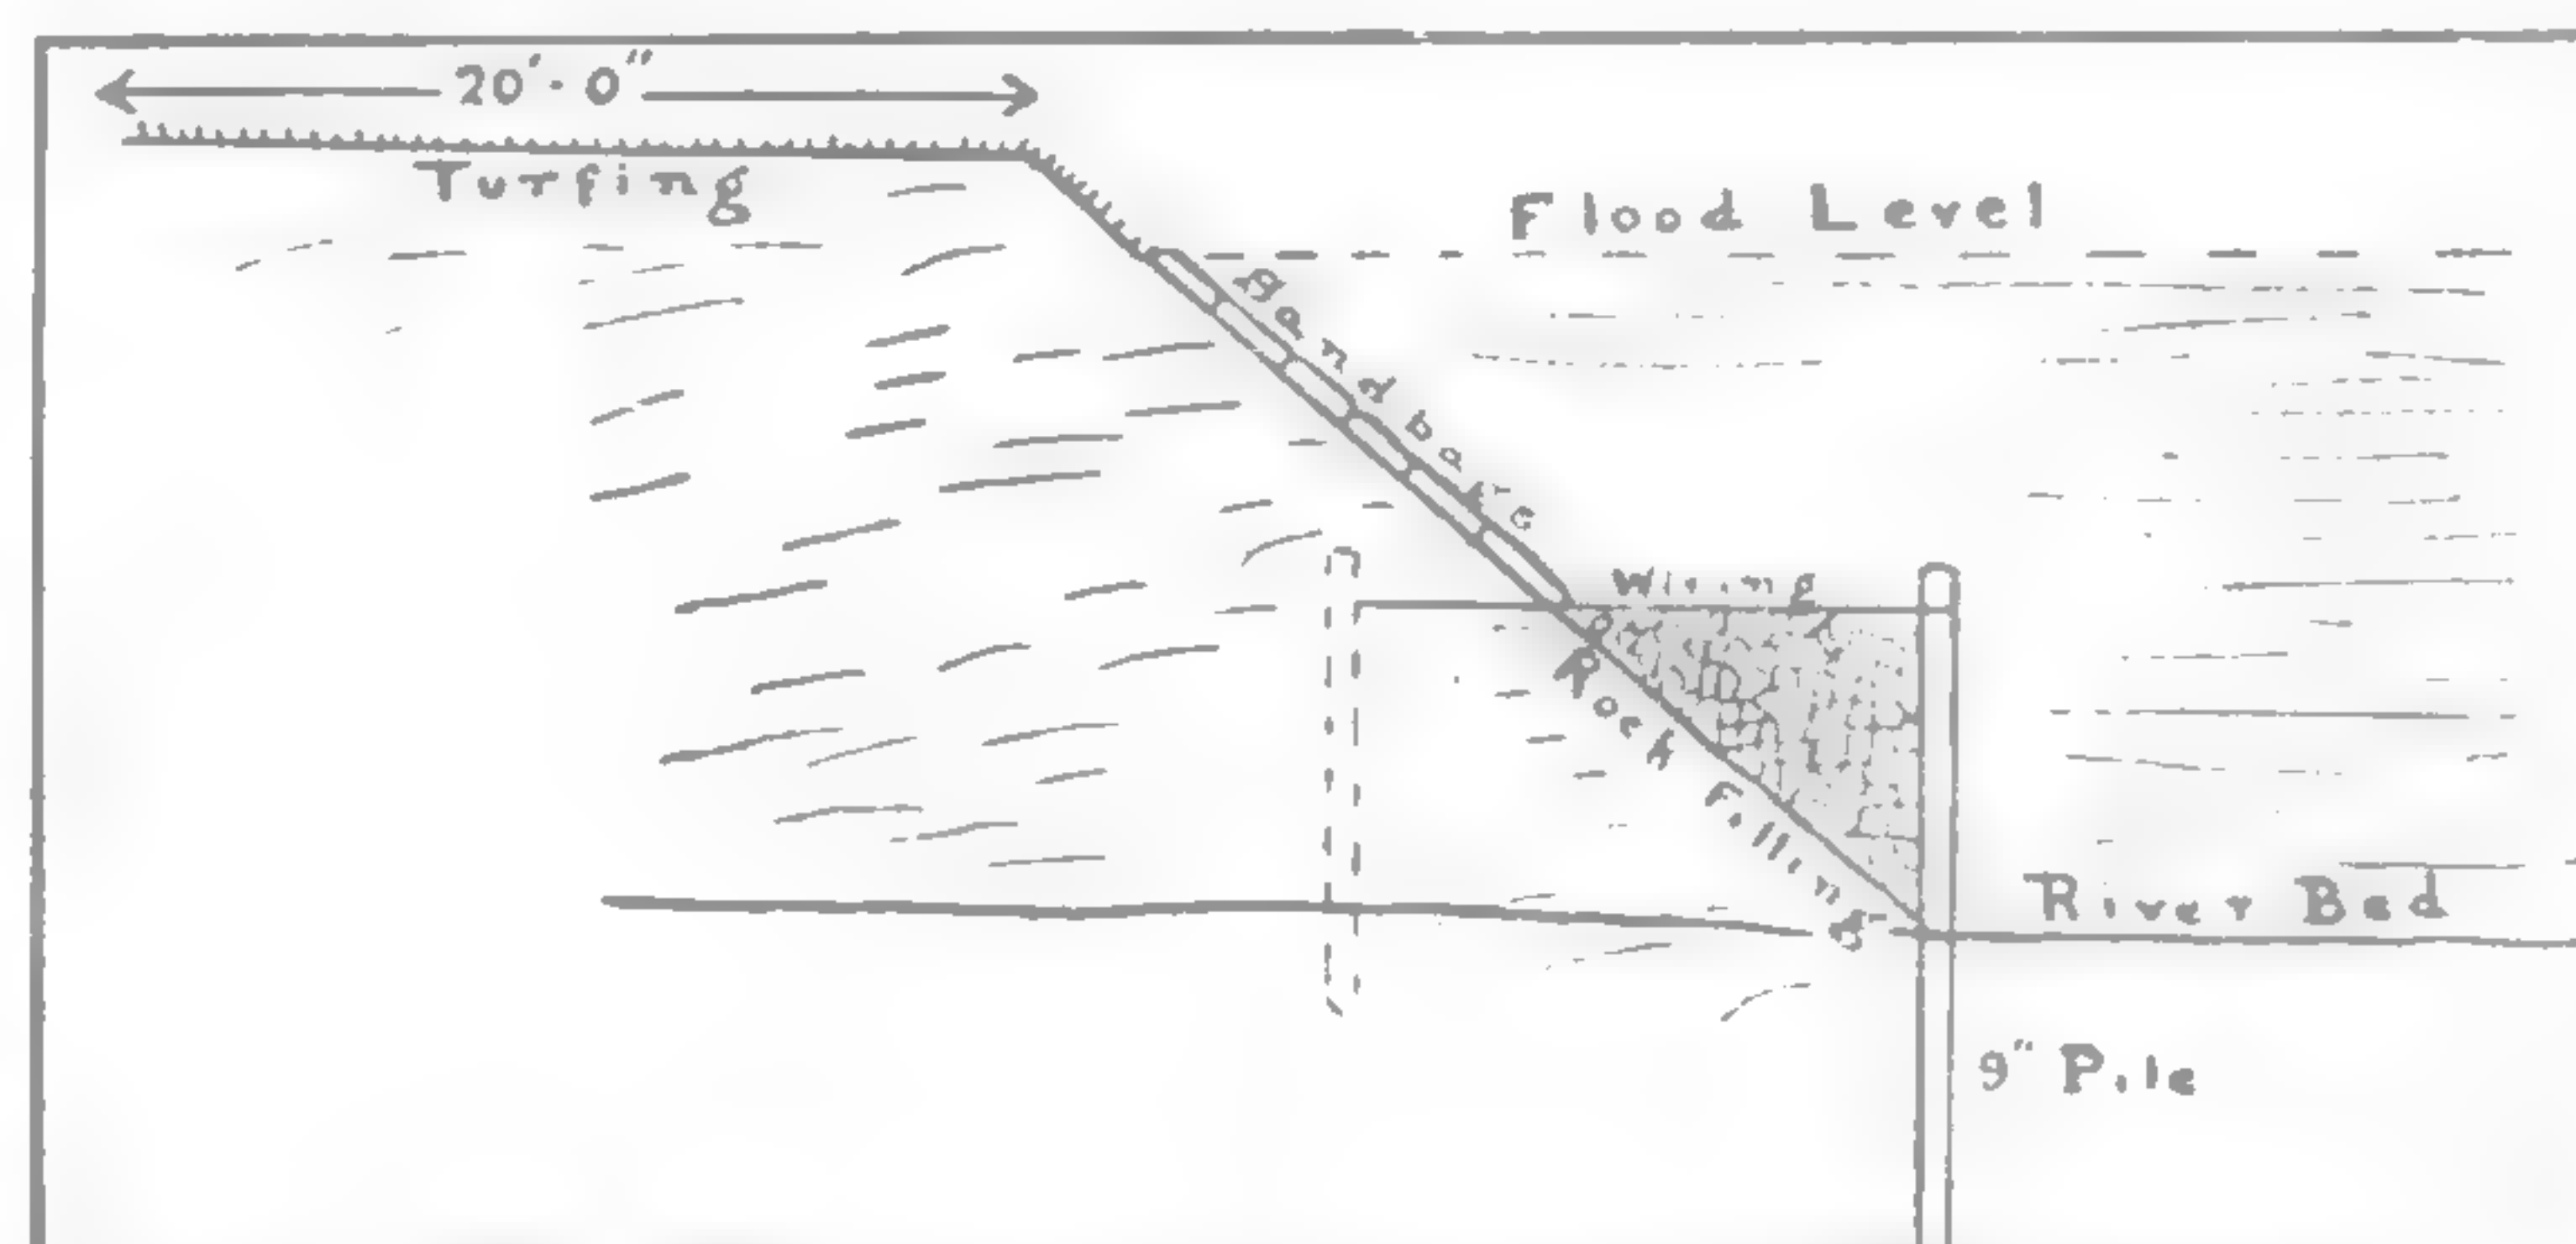 20'-0"
Turfing
Flood Level
Sandbags
Wiring
Rock Filling
River Bed
9" Pile